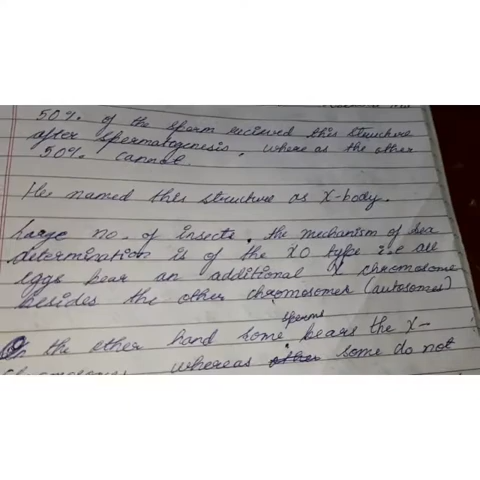 50% of the sperm recieved this structure
after spermatogenesis, where as the other
50% cannot.
He named this structure as X-body.
Large no. of insects, the mechanism of sex
determination is of the XO type i.e all
eggs bear an additional X chromosome
besides the other chromosomes (autosomes)
On the other hand some sperms bears the X-
whereas some do not